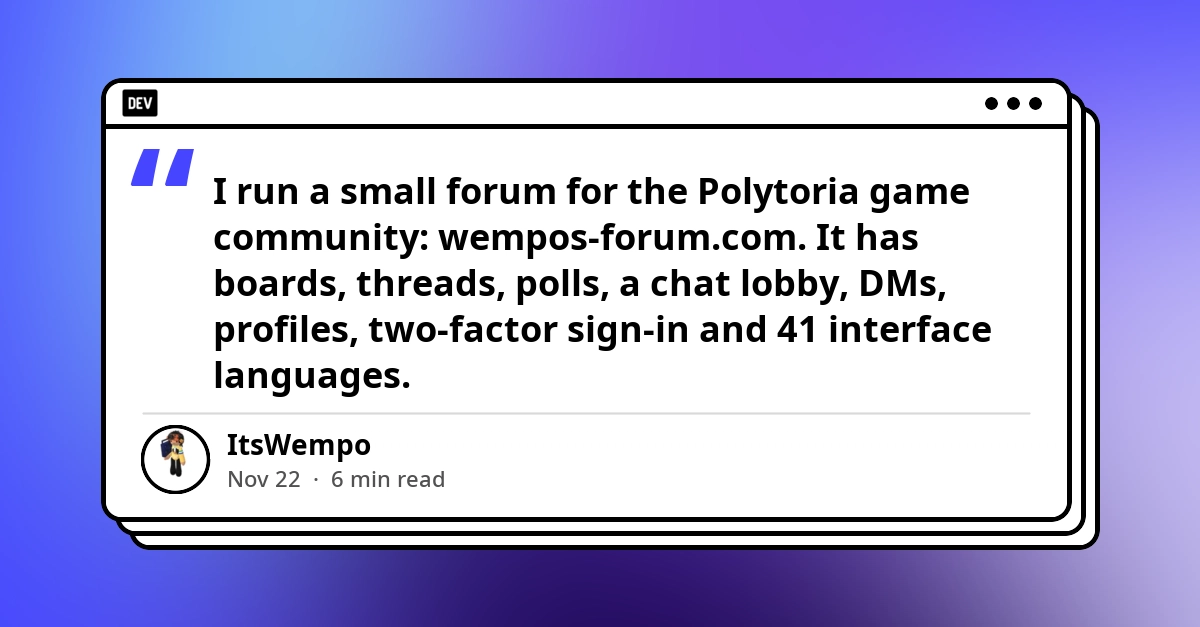 DEV
I run a small forum for the Polytoria game
community: wempos-forum.com. It has
boards, threads, polls, a chat lobby, DMs,
profiles, two-factor sign-in and 41 interface
languages.
ItsWempo
Nov 22 · 6 min read